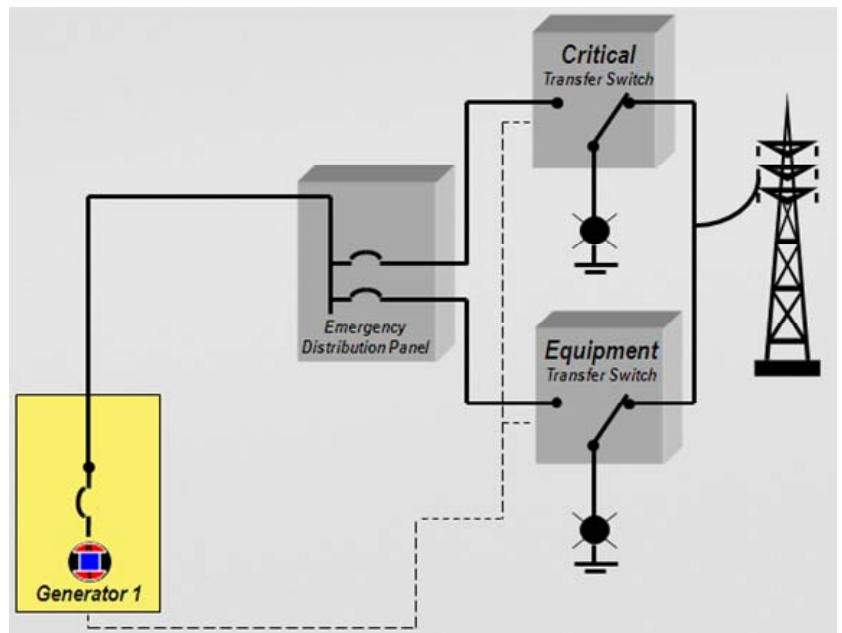 Critical
Transfer Switch
Emergency
Distribution Panel
Equipment
Transfer Switch
Generator 1